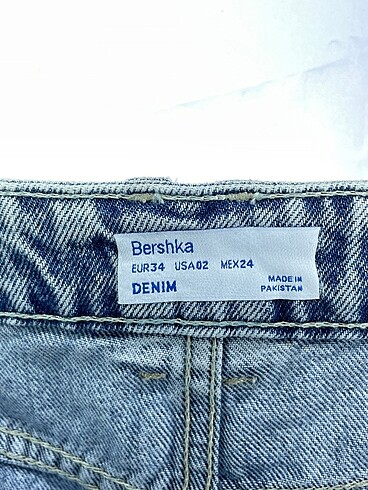 Bershka
EUR34 USA02 MEX24
DENIM
MADE IN
PAKISTAN